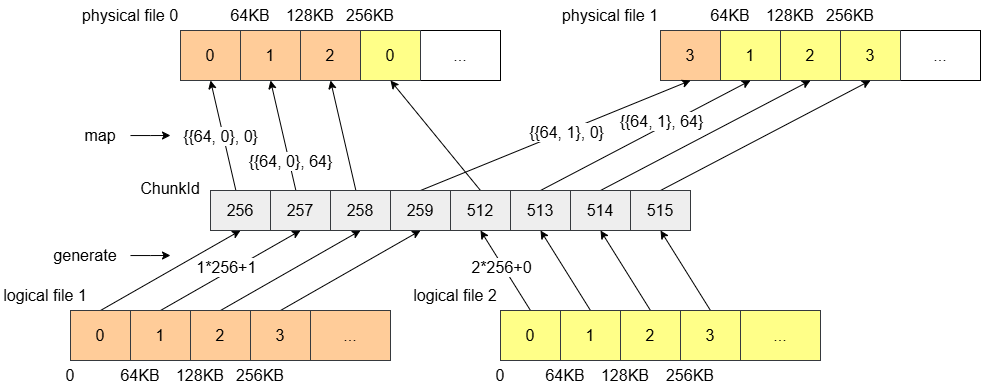 physical file 0 64KB 128KB 256KB
physical file 1 64KB 128KB 256KB
0 1 2 0 ...
3 1 2 3 ...
map
{{64, 0}, 0}
{{64, 0}, 64}
{{64, 1}, 0}
{{64, 1}, 64}
ChunkId
256 257 258 259 512 513 514 515
generate
1*256+1
2*256+0
logical file 1
logical file 2
0 1 2 3 ...
0 1 2 3 ...
0 64KB 128KB 256KB
0 64KB 128KB 256KB